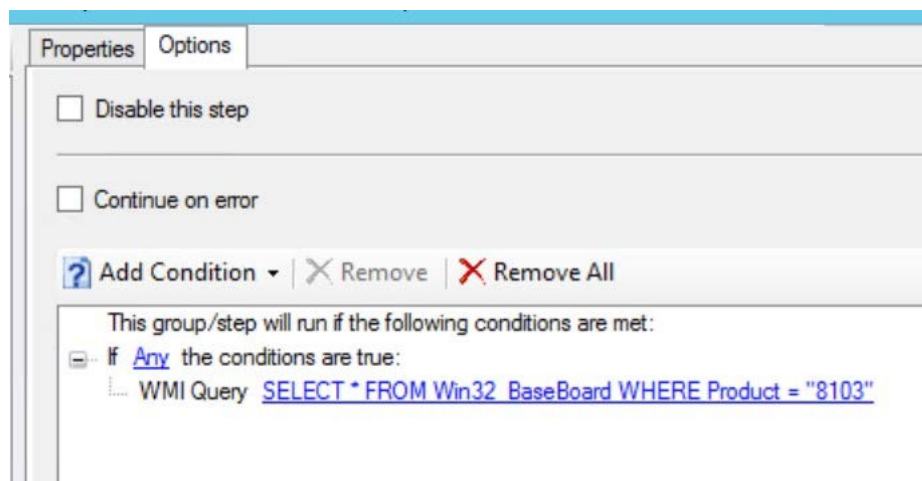 Properties Options
Disable this step
Continue on error
Add Condition Remove Remove All
This group/step will run if the following conditions are met:
If Any the conditions are true:
WMI Query SELECT * FROM Win32_BaseBoard WHERE Product = "8103"